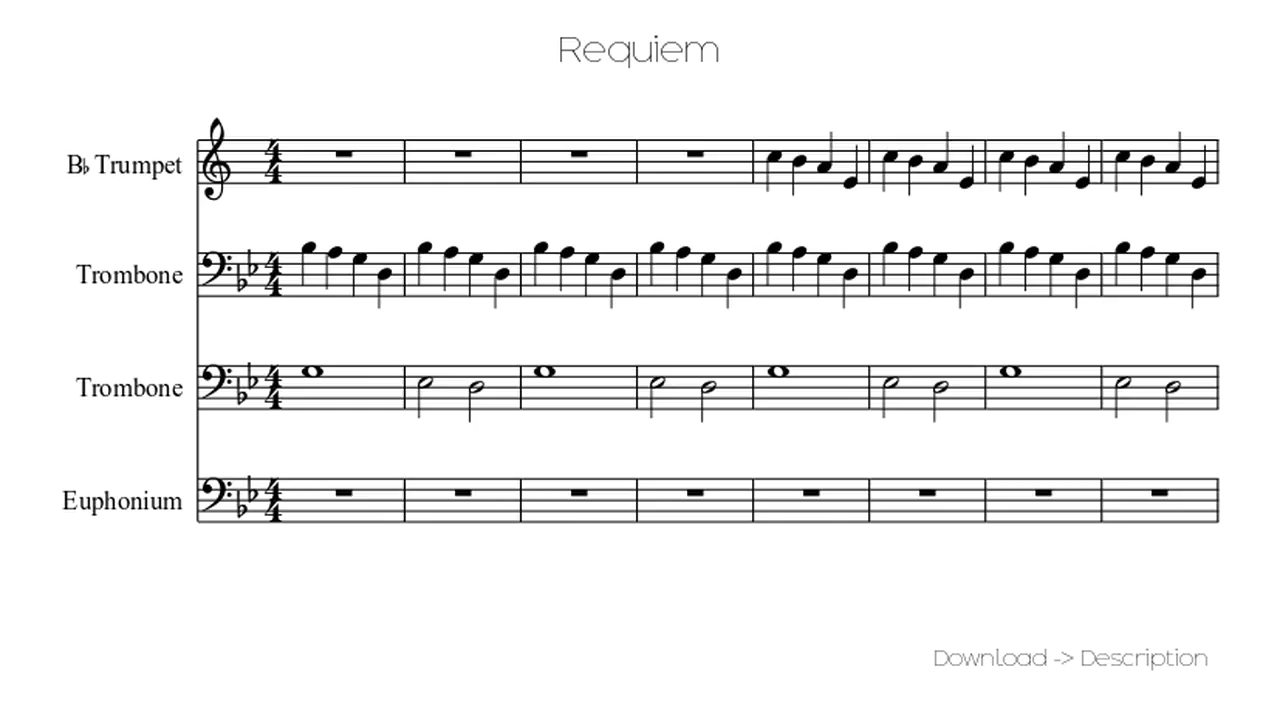 Requiem
B♭ Trumpet
Trombone
Trombone
Euphonium
Download -> Description